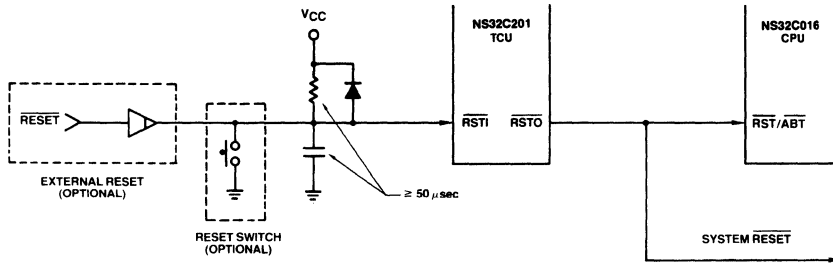 VCC
NS32C201
TCU
NS32C016
CPU
RESET
RSTI
RSTO
RST/ABT
EXTERNAL RESET
(OPTIONAL)
≥ 50 μsec
RESET SWITCH
(OPTIONAL)
SYSTEM RESET